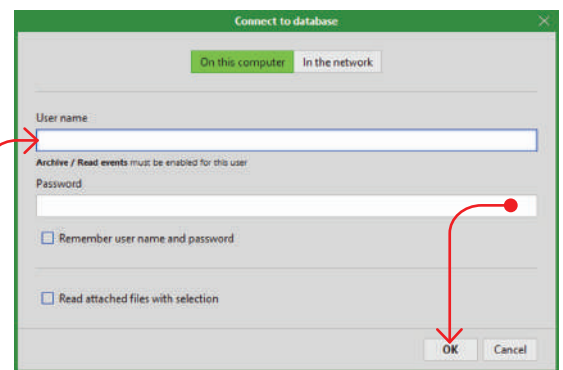 Connect to database
On this computer In the network
User name
Archive / Read events must be enabled for this user
Password
Remember user name and password
Read attached files with selection
OK Cancel